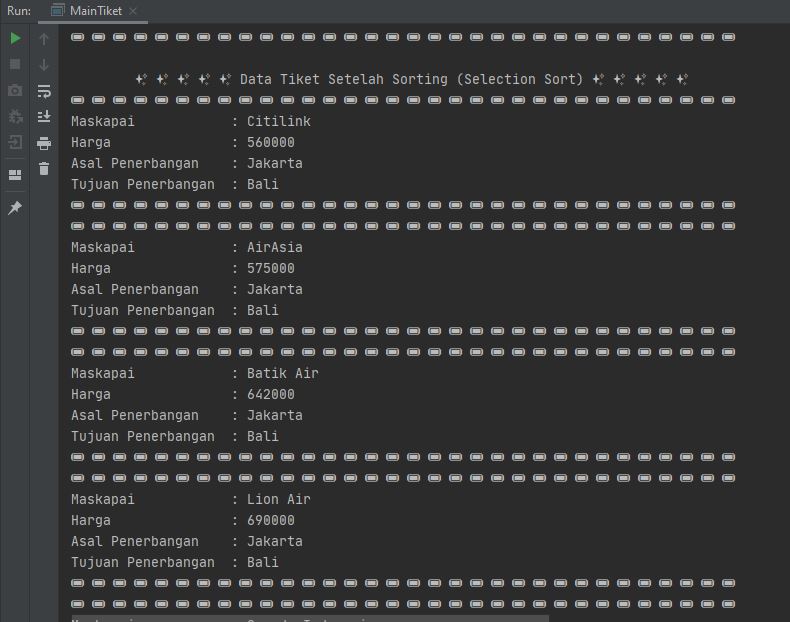 Run: MainTiket
Data Tiket Setelah Sorting (Selection Sort)
Maskapai : Citilink
Harga : 560000
Asal Penerbangan : Jakarta
Tujuan Penerbangan : Bali
Maskapai : AirAsia
Harga : 575000
Asal Penerbangan : Jakarta
Tujuan Penerbangan : Bali
Maskapai : Batik Air
Harga : 642000
Asal Penerbangan : Jakarta
Tujuan Penerbangan : Bali
Maskapai : Lion Air
Harga : 690000
Asal Penerbangan : Jakarta
Tujuan Penerbangan : Bali